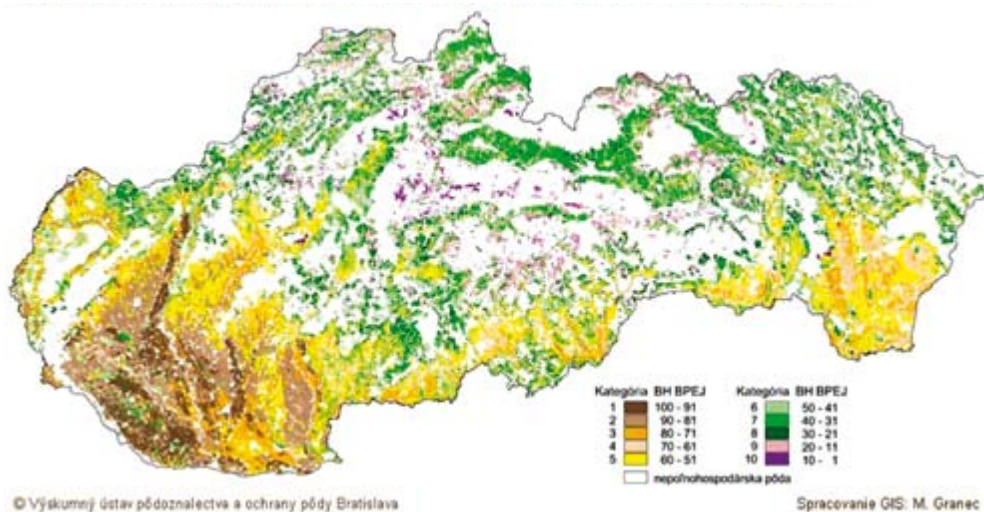 Kategória BH BPEJ Kategória BH BPEJ
1 100 - 91 6 50 - 41
2 90 - 81 7 40 - 31
3 80 - 71 8 30 - 21
4 70 - 61 9 20 - 11
5 60 - 51 10 10 - 1
nepoľnohospodárska pôda
© Výskumný ústav pôdoznalectva a ochrany pôdy Bratislava Spracovanie GIS: M. Granec